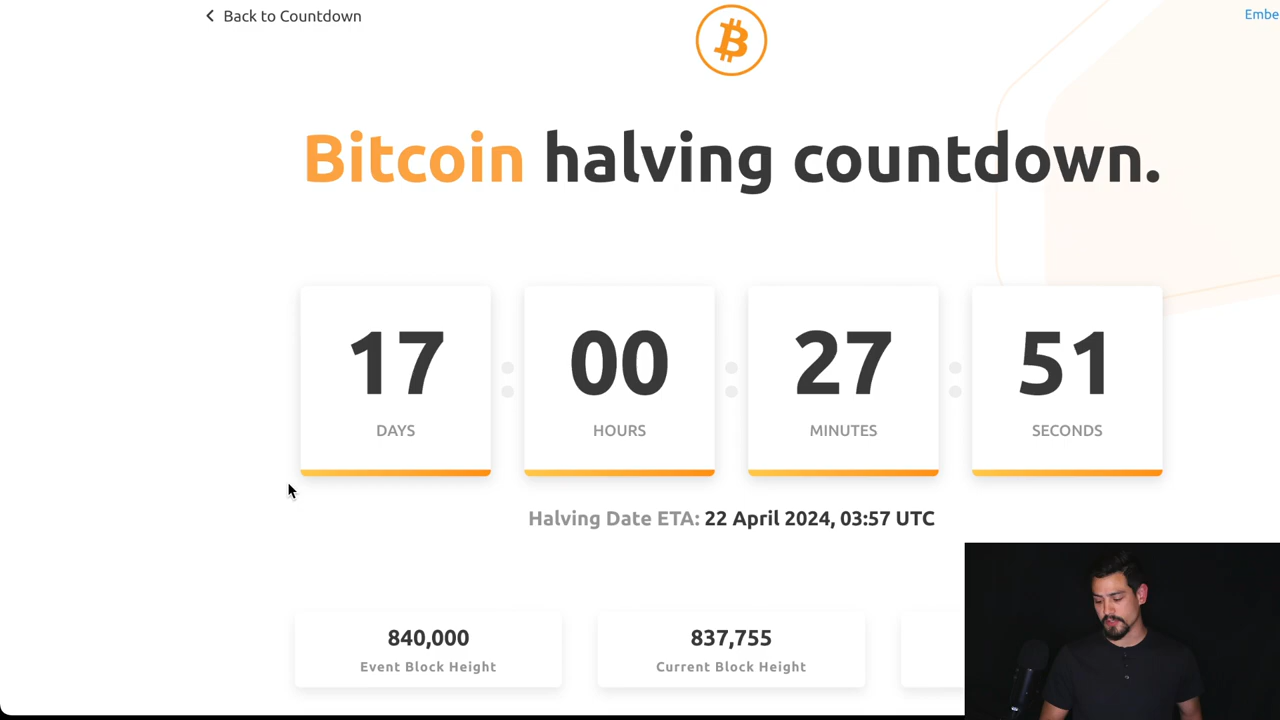 Back to Countdown
Embe
Bitcoin halving countdown.
17 : 00 : 27 : 51
DAYS HOURS MINUTES SECONDS
Halving Date ETA: 22 April 2024, 03:57 UTC
840,000 837,755
Event Block Height Current Block Height